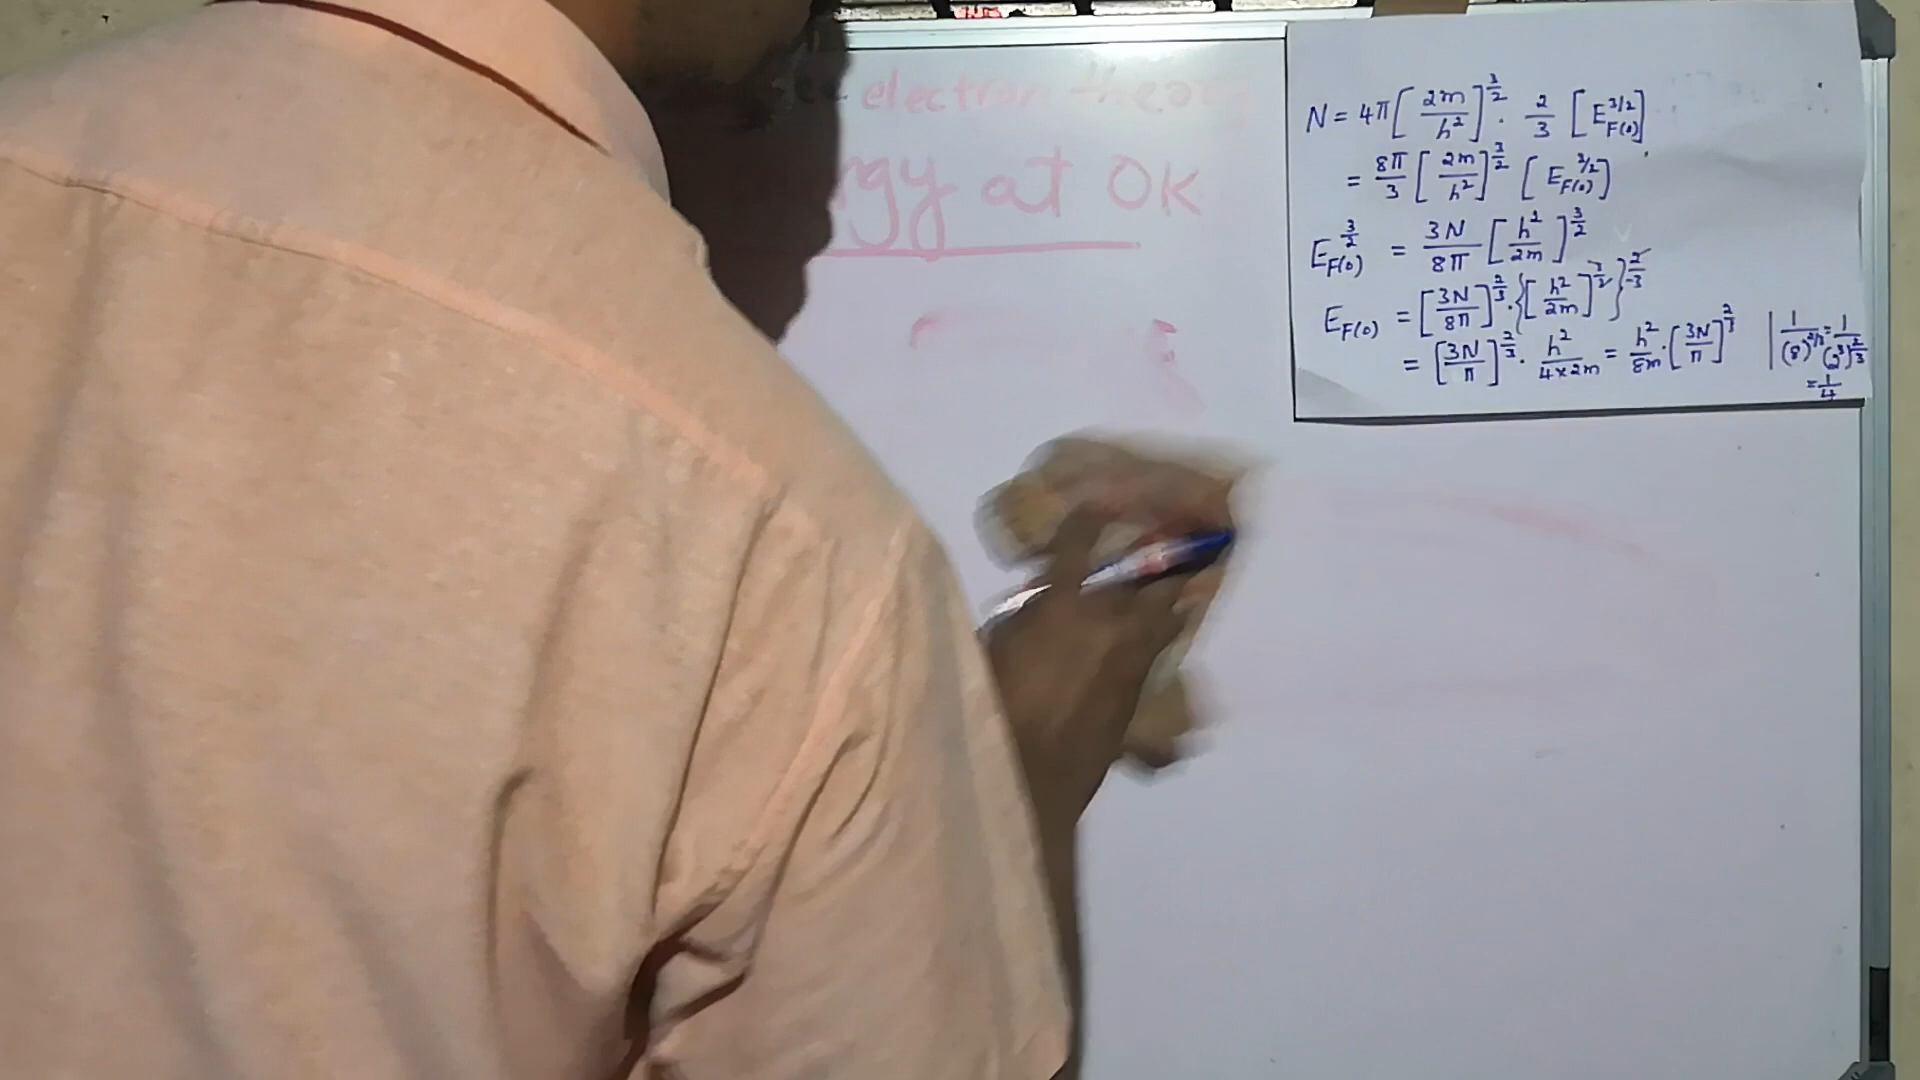 electron theory
at OK
N = 4π [2m/h²]^3/2 . 2/3 [E_F(0)^3/2]
= 8π/3 [2m/h²]^3/2 [E_F(0)^3/2]
E_F(0)^3/2 = 3N/8π [h²/2m]^3/2
E_F(0) = [3N/8π]^2/3 . {[h²/2m]^3/2}^2/3
= [3N/π]^2/3 . h²/4×2m = h²/8m . [3N/π]^2/3
1/(8)^2/3 = 1/(2³)^2/3
= 1/4